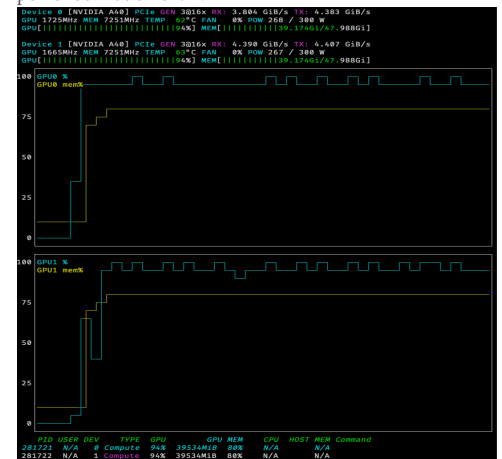 Device 0 [NVIDIA A40] PCIe GEN 3@16x RX: 3.804 GiB/s TX: 4.383 GiB/s
GPU 1725MHz MEM 7251MHz TEMP 62°C FAN 0% POW 268 / 300 W
GPU[||||||||||||||||||||||||||94%] MEM[|||||||||||39.174Gi/47.988Gi]
Device 1 [NVIDIA A40] PCIe GEN 3@16x RX: 4.390 GiB/s TX: 4.407 GiB/s
GPU 1665MHz MEM 7251MHz TEMP 63°C FAN 0% POW 267 / 300 W
GPU[||||||||||||||||||||||||||94%] MEM[|||||||||||39.174Gi/47.988Gi]
100 GPU0 %
GPU0 mem%
75
50
25
0
100 GPU1 %
GPU1 mem%
75
50
25
0
PID USER DEV TYPE GPU GPU MEM CPU HOST MEM Command
281721 N/A 0 Compute 94% 39534MiB 80% N/A N/A
281722 N/A 1 Compute 94% 39534MiB 80% N/A N/A